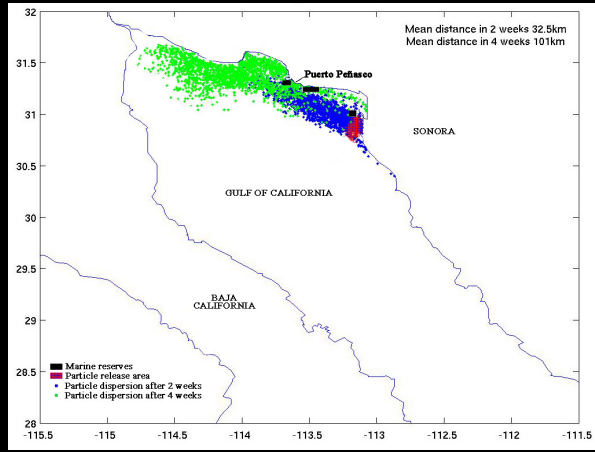 Mean distance in 2 weeks 32.5km
Mean distance in 4 weeks 101km
32
31.5
31
30.5
30
29.5
29
28.5
28
Puerto Peñasco
SONORA
GULF OF CALIFORNIA
BAJA
CALIFORNIA
Marine reserves
Particle release area
Particle dispersion after 2 weeks
Particle dispersion after 4 weeks
-115.5
-115
-114.5
-114
-113.5
-113
-112.5
-112
-111.5